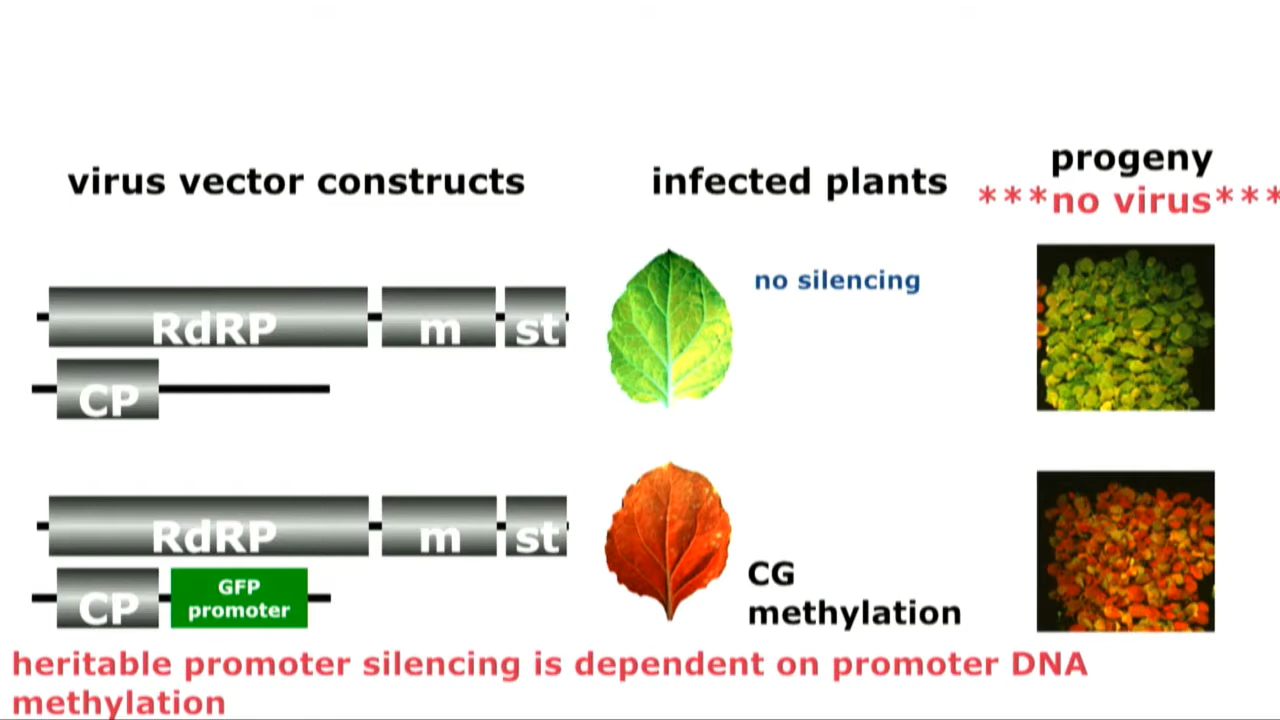 virus vector constructs
infected plants
progeny
***no virus***
RdRP
m
st
no silencing
CP
RdRP
m
st
CP
GFP
promoter
CG
methylation
heritable promoter silencing is dependent on promoter DNA
methylation